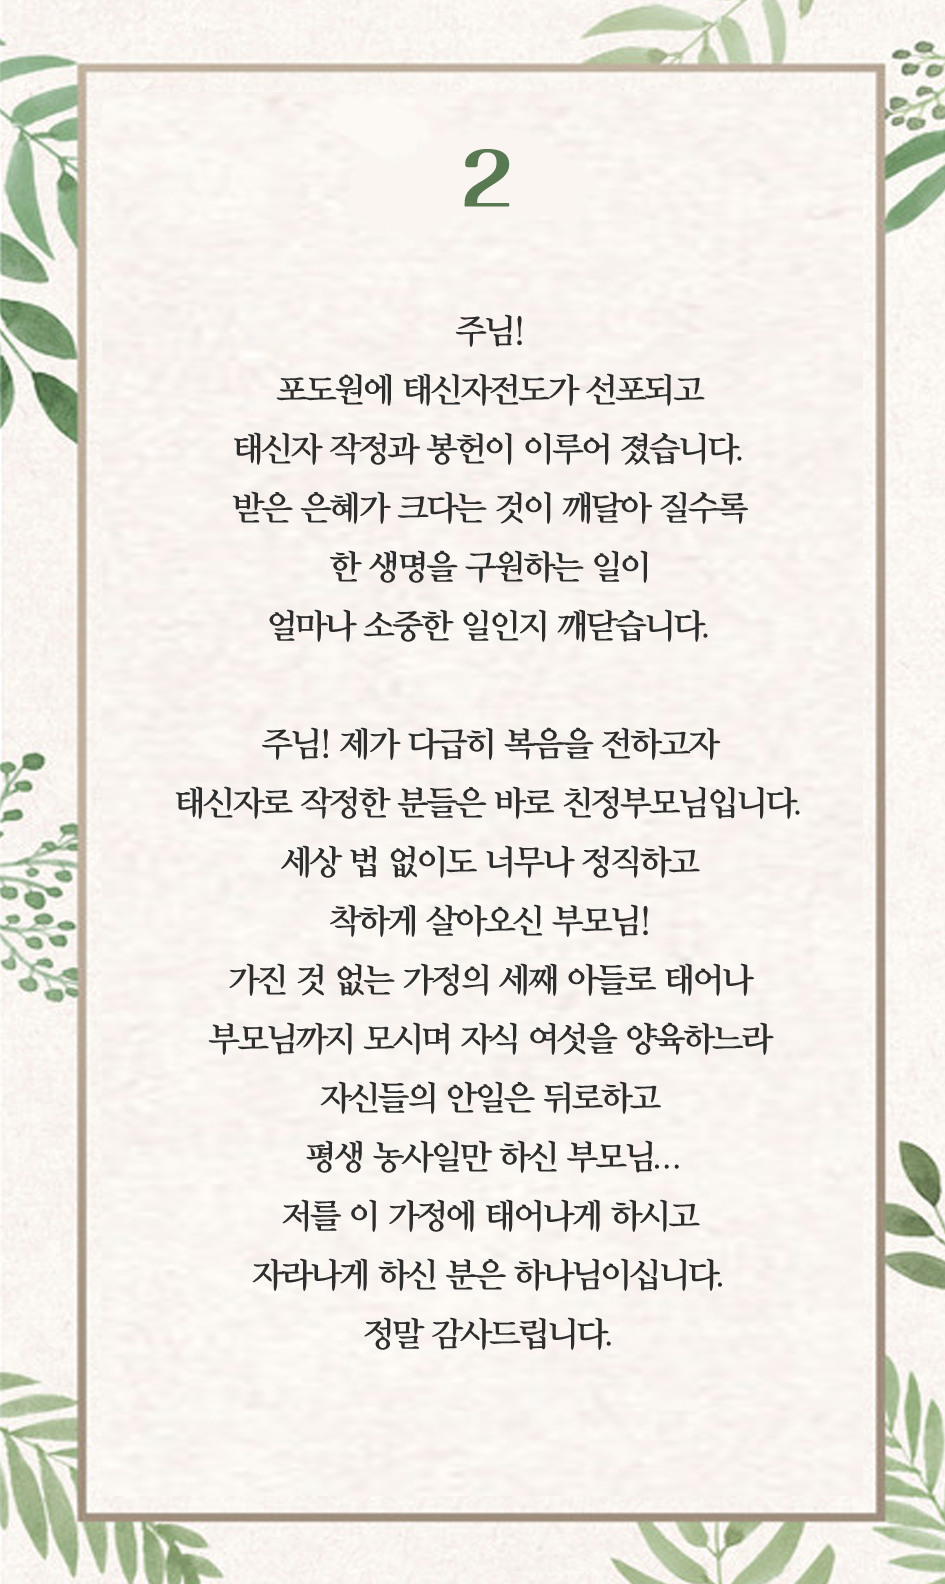 2
주님!
포도원에 태신자전도가 선포되고
태신자 작정과 봉헌이 이루어 졌습니다.
받은 은혜가 크다는 것이 깨달아 질수록
한 생명을 구원하는 일이
얼마나 소중한 일인지 깨닫습니다.
주님! 제가 다급히 복음을 전하고자
태신자로 작정한 분들은 바로 친정부모님입니다.
세상 법 없이도 너무나 정직하고
착하게 살아오신 부모님!
가진 것 없는 가정의 세째 아들로 태어나
부모님까지 모시며 자식 여섯을 양육하느라
자신들의 안일은 뒤로하고
평생 농사일만 하신 부모님...
저를 이 가정에 태어나게 하시고
자라나게 하신 분은 하나님이십니다.
정말 감사드립니다.